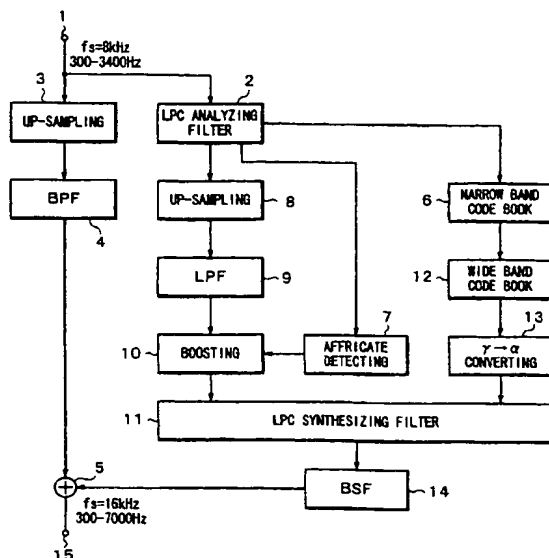 1
fs=8kHz
300-3400Hz
3
UP-SAMPLING
BPF
4
2
LPC ANALYZING
FILTER
UP-SAMPLING
8
LPF
9
10
BOOSTING
7
AFFRICATE
DETECTING
6
NARROW BAND
CODE BOOK
12
WIDE BAND
CODE BOOK
13
γ→α
CONVERTING
11
LPC SYNTHESIZING FILTER
BSF
14
5
+
fs=16kHz
300-7000Hz
15